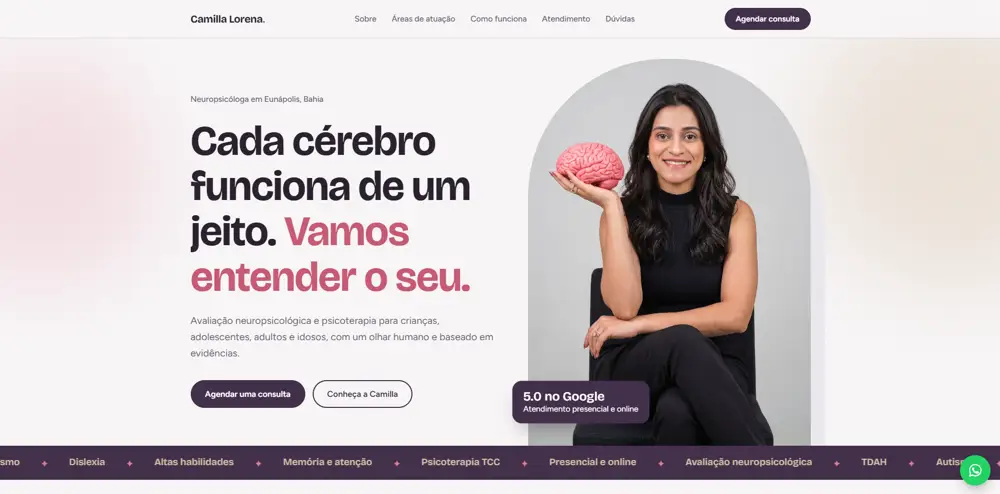 Camilla Lorena.
Sobre
Áreas de atuação
Como funciona
Atendimento
Dúvidas
Agendar consulta
Neuropsicóloga em Eunápolis, Bahia
Cada cérebro
funciona de um
jeito. Vamos
entender o seu.
Avaliação neuropsicológica e psicoterapia para crianças,
adolescentes, adultos e idosos, com um olhar humano e baseado em
evidências.
Agendar uma consulta
Conheça a Camilla
5.0 no Google
Atendimento presencial e online
smo ✦ Dislexia ✦ Altas habilidades ✦ Memória e atenção ✦ Psicoterapia TCC ✦ Presencial e online ✦ Avaliação neuropsicológica ✦ TDAH ✦ Autis